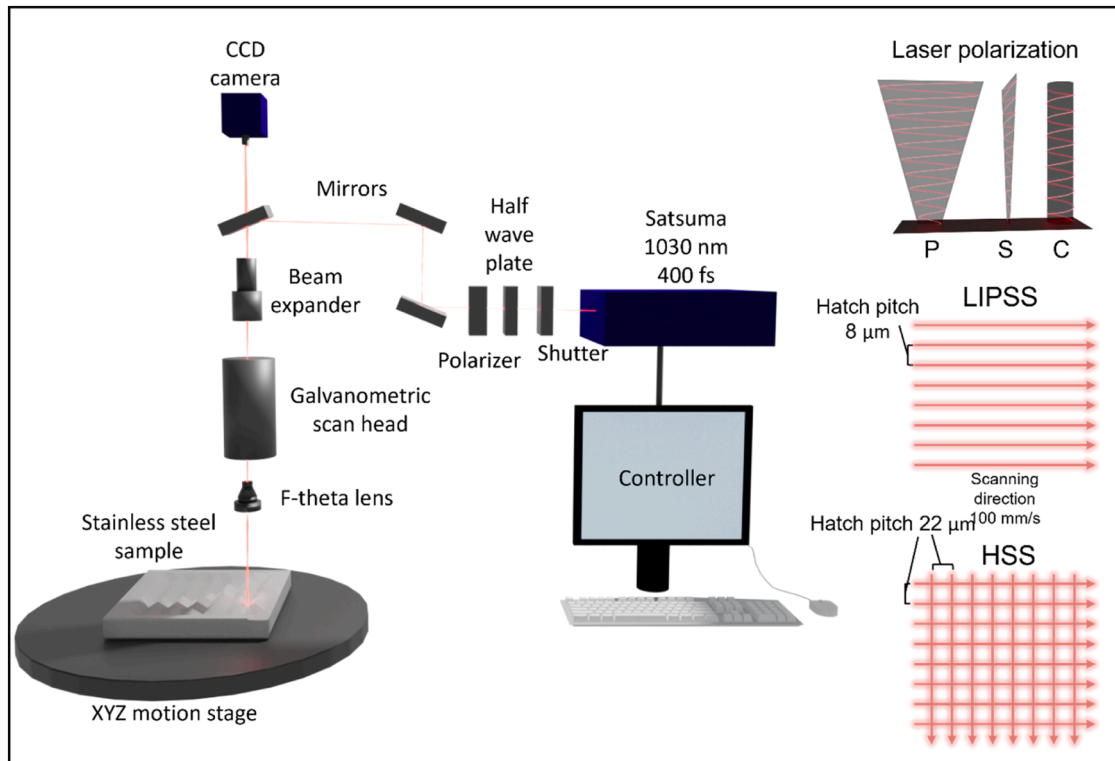 CCD
camera
Mirrors
Half
wave
plate
Satsuma
1030 nm
400 fs
Beam
expander
Polarizer
Shutter
Galvanometric
scan head
Controller
F-theta lens
Stainless steel
sample
XYZ motion stage
Laser polarization
P
S
C
LIPSS
Hatch pitch
8 µm
Scanning
direction
100 mm/s
Hatch pitch 22 µm
HSS